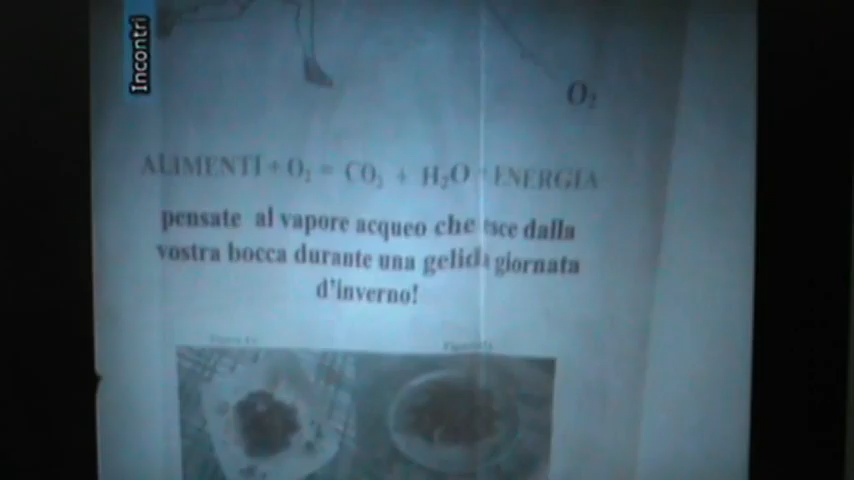 Incontri
O₂
ALIMENTI + O₂ = CO₂ + H₂O + ENERGIA
pensate al vapore acqueo che esce dalla
vostra bocca durante una gelida giornata
d'inverno!